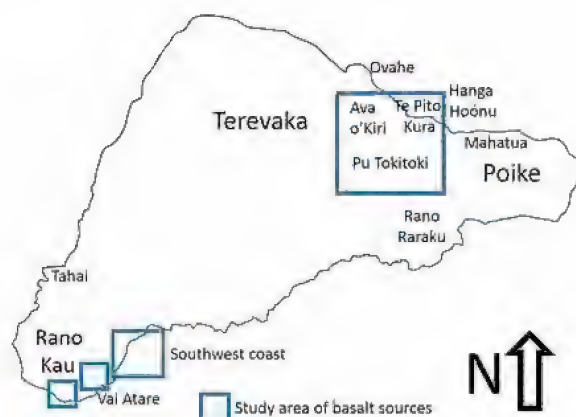 Ovahe
Hanga
Hoónu
Ava
o'Kiri
Te Pito
Kura
Terevaka
Mahatua
Pu Tokitoki
Poike
Rano
Raraku
Tahai
Rano
Kau
Southwest coast
Vai Atare
N
Study area of basalt sources